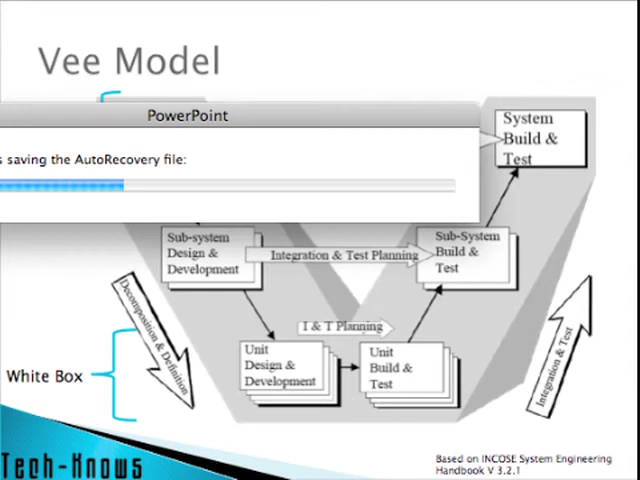 Vee Model
PowerPoint
s saving the AutoRecovery file:
System
Build &
Test
Sub-system
Design &
Development
Integration & Test Planning
Sub-System
Build &
Test
Decomposition & Definition
I & T Planning
Integration & Test
Unit
Design &
Development
Unit
Build &
Test
White Box
Tech-Knows
Based on INCOSE System Engineering
Handbook V 3.2.1